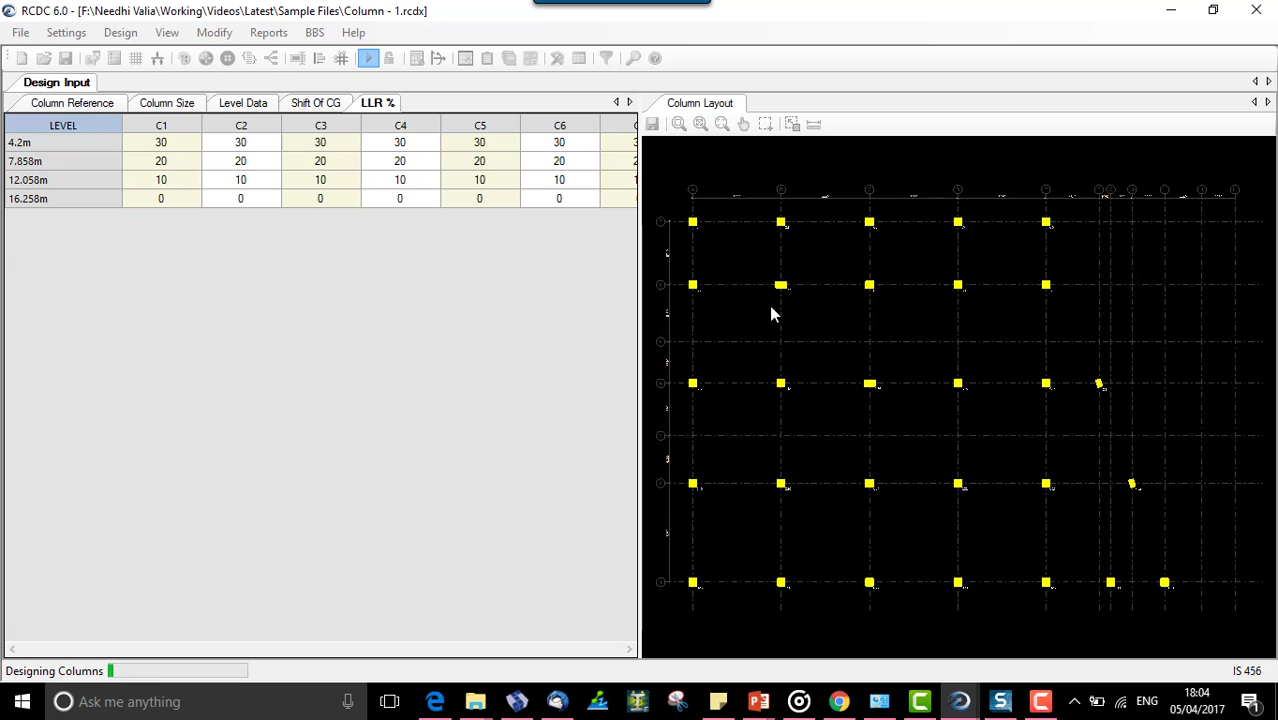 RCDC 6.0 - [F:\Needhi Valia\Working\Videos\Latest\Sample Files\Column - 1.rcdx]
File Settings Design View Modify Reports BBS Help
Design Input
Column Reference Column Size Level Data Shift Of CG LLR %
Column Layout
LEVEL C1 C2 C3 C4 C5 C6
4.2m 30 30 30 30 30 30
7.858m 20 20 20 20 20 20
12.058m 10 10 10 10 10 10
16.258m 0 0 0 0 0 0
Designing Columns
IS 456
Ask me anything
ENG
18:04
05/04/2017